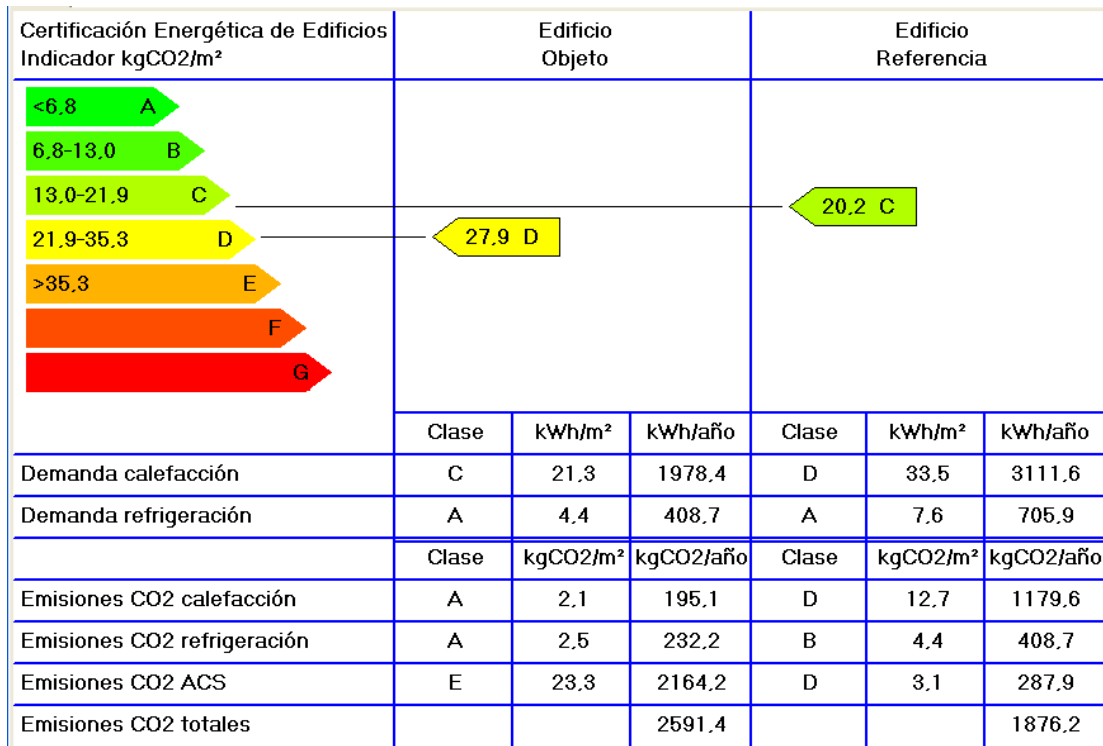 Certificación Energética de Edificios
Indicador kgCO2/m²
Edificio
Objeto
Edificio
Referencia
<6,8 A
6,8-13,0 B
13,0-21,9 C
20,2 C
21,9-35,3 D
27,9 D
>35,3 E
F
G
Clase kWh/m² kWh/año Clase kWh/m² kWh/año
Demanda calefacción C 21,3 1978,4 D 33,5 3111,6
Demanda refrigeración A 4,4 408,7 A 7,6 705,9
Clase kgCO2/m² kgCO2/año Clase kgCO2/m² kgCO2/año
Emisiones CO2 calefacción A 2,1 195,1 D 12,7 1179,6
Emisiones CO2 refrigeración A 2,5 232,2 B 4,4 408,7
Emisiones CO2 ACS E 23,3 2164,2 D 3,1 287,9
Emisiones CO2 totales 2591,4 1876,2